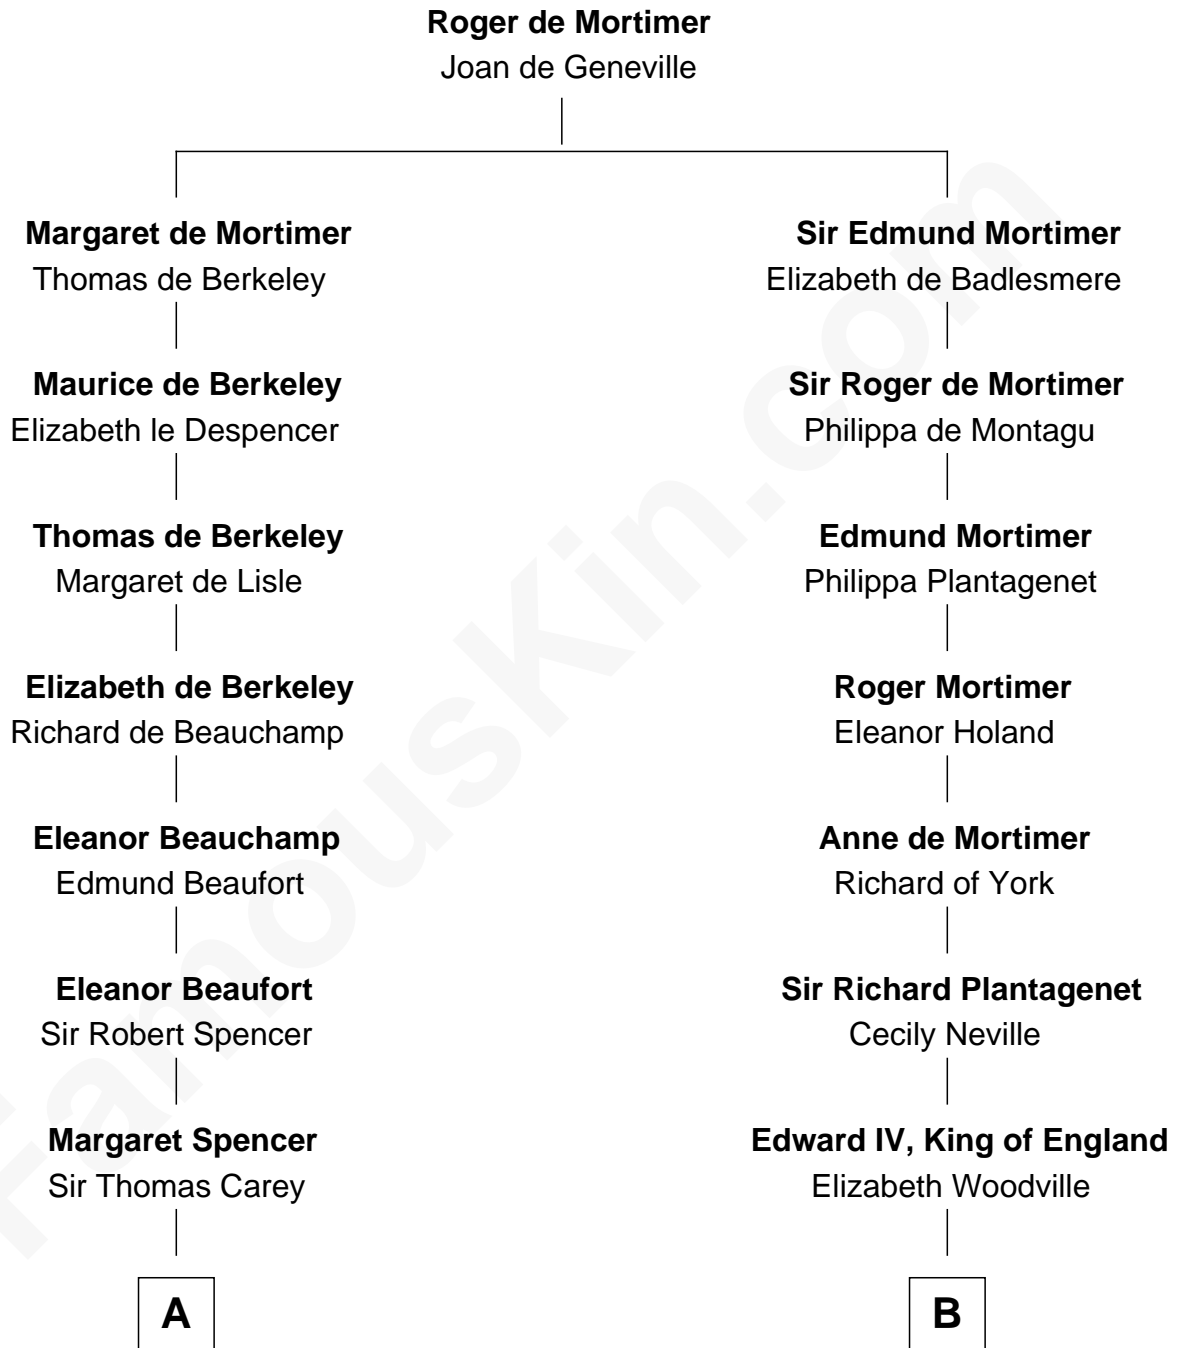 Roger de Mortimer
Joan de Geneville
Margaret de Mortimer
Thomas de Berkeley
Maurice de Berkeley
Elizabeth le Despencer
Thomas de Berkeley
Margaret de Lisle
Elizabeth de Berkeley
Richard de Beauchamp
Eleanor Beauchamp
Edmund Beaufort
Eleanor Beaufort
Sir Robert Spencer
Margaret Spencer
Sir Thomas Carey
A
Sir Edmund Mortimer
Elizabeth de Badlesmere
Sir Roger de Mortimer
Philippa de Montagu
Edmund Mortimer
Philippa Plantagenet
Roger Mortimer
Eleanor Holand
Anne de Mortimer
Richard of York
Sir Richard Plantagenet
Cecily Neville
Edward IV, King of England
Elizabeth Woodville
B
FamousKin.com